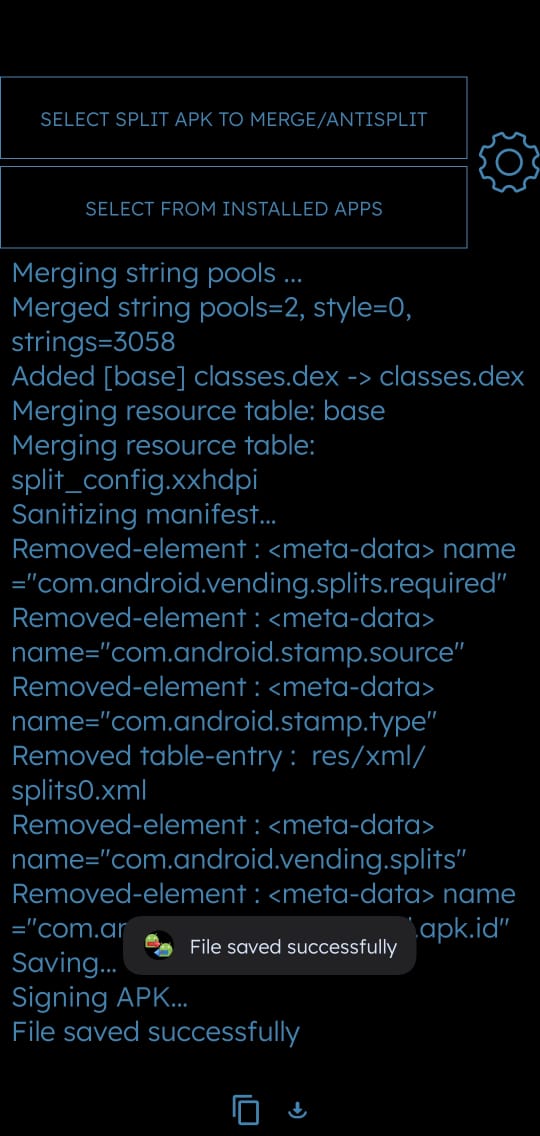 SELECT SPLIT APK TO MERGE/ANTISPLIT
SELECT FROM INSTALLED APPS
Merging string pools ...
Merged string pools=2, style=0,
strings=3058
Added [base] classes.dex -> classes.dex
Merging resource table: base
Merging resource table:
split_config.xxhdpi
Sanitizing manifest...
Removed-element : <meta-data> name
="com.android.vending.splits.required"
Removed-element : <meta-data>
name="com.android.stamp.source"
Removed-element : <meta-data>
name="com.android.stamp.type"
Removed table-entry :  res/xml/
splits0.xml
Removed-element : <meta-data>
name="com.android.vending.splits"
Removed-element : <meta-data> name
="com.an .apk.id"
File saved successfully
Saving...
Signing APK...
File saved successfully